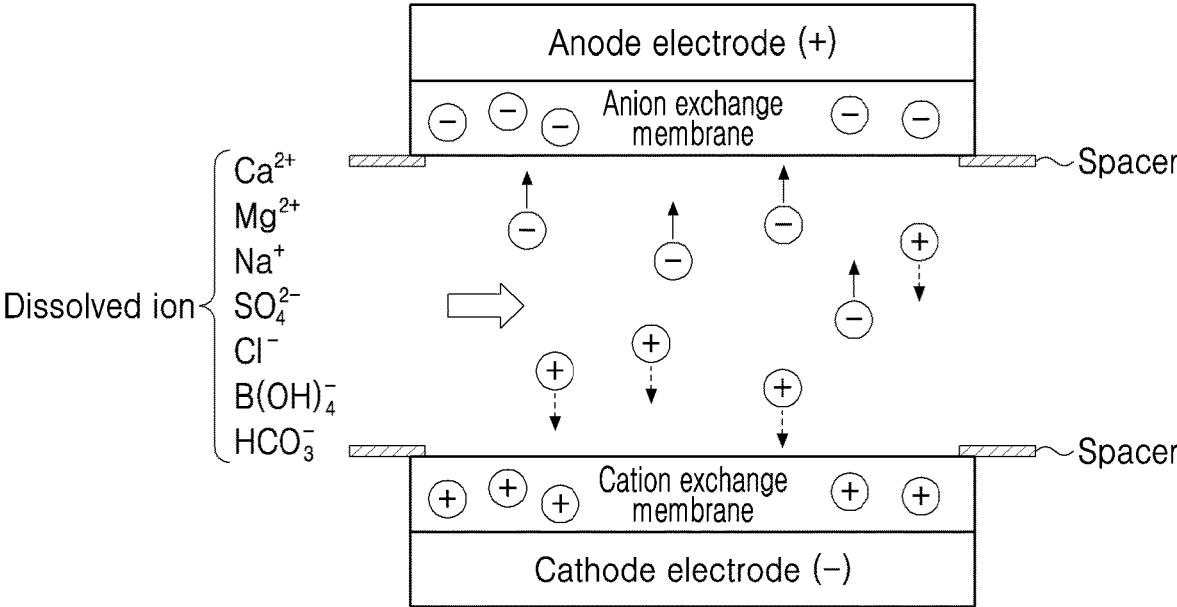 Anode electrode (+)
− − − Anion exchange − −
membrane
Spacer
Ca²⁺
Mg²⁺
Na⁺
SO₄²⁻
Cl⁻
B(OH)₄⁻
HCO₃⁻
Dissolved ion
− − − +
−
+ + +
Spacer
+ + + Cation exchange + +
membrane
Cathode electrode (−)